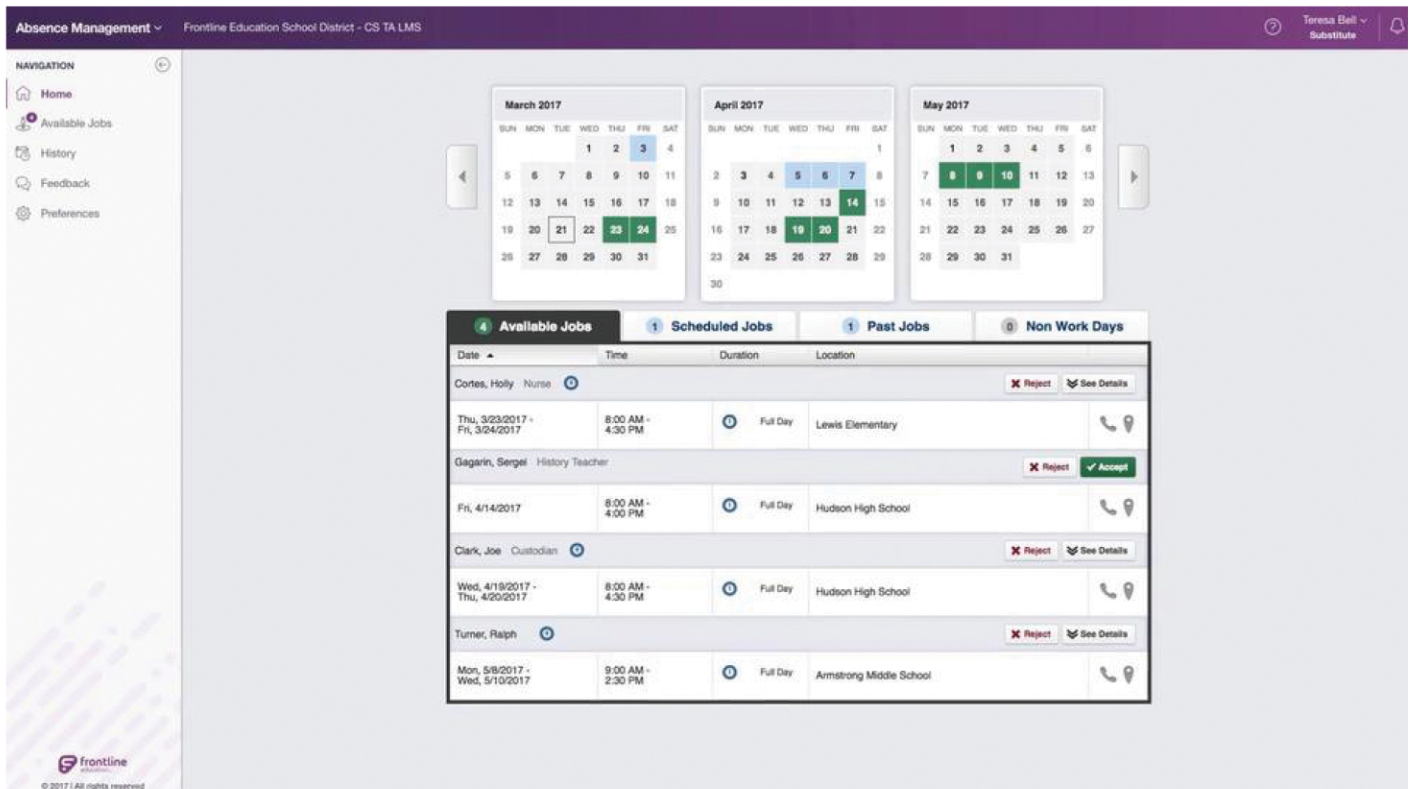 Absence Management
Frontline Education School District - CS TA LMS
Teresa Bell
Substitute
NAVIGATION
Home
Available Jobs
History
Feedback
Preferences
March 2017
SUN MON TUE WED THU FRI SAT
1 2 3 4
5 6 7 8 9 10 11
12 13 14 15 16 17 18
19 20 21 22 23 24 25
26 27 28 29 30 31
April 2017
SUN MON TUE WED THU FRI SAT
1
2 3 4 5 6 7 8
9 10 11 12 13 14 15
16 17 18 19 20 21 22
23 24 25 26 27 28 29
30
May 2017
SUN MON TUE WED THU FRI SAT
1 2 3 4 5 6
7 8 9 10 11 12 13
14 15 16 17 18 19 20
21 22 23 24 25 26 27
28 29 30 31
4 Available Jobs
1 Scheduled Jobs
1 Past Jobs
0 Non Work Days
Date Time Duration Location
Cortes, Holly Nurse Reject See Details
Thu, 3/23/2017 - 8:00 AM - Full Day Lewis Elementary
Fri, 3/24/2017 4:30 PM
Gagarin, Sergei History Teacher Reject Accept
Fri, 4/14/2017 8:00 AM - Full Day Hudson High School
4:00 PM
Clark, Joe Custodian Reject See Details
Wed, 4/19/2017 - 8:00 AM - Full Day Hudson High School
Thu, 4/20/2017 4:30 PM
Turner, Ralph Reject See Details
Mon, 5/8/2017 - 9:00 AM - Full Day Armstrong Middle School
Wed, 5/10/2017 2:30 PM
frontline
education
© 2017 | All rights reserved